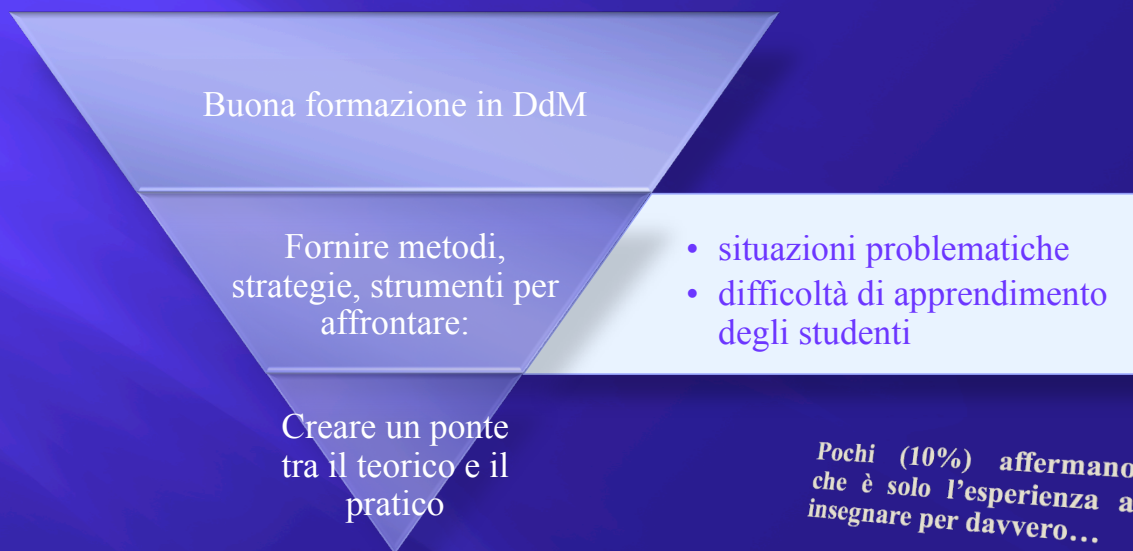 Buona formazione in DdM
Fornire metodi,
strategie, strumenti per
affrontare:
• situazioni problematiche
• difficoltà di apprendimento
degli studenti
Creare un ponte
tra il teorico e il
pratico
Pochi (10%) affermano
che è solo l’esperienza a
insegnare per davvero…